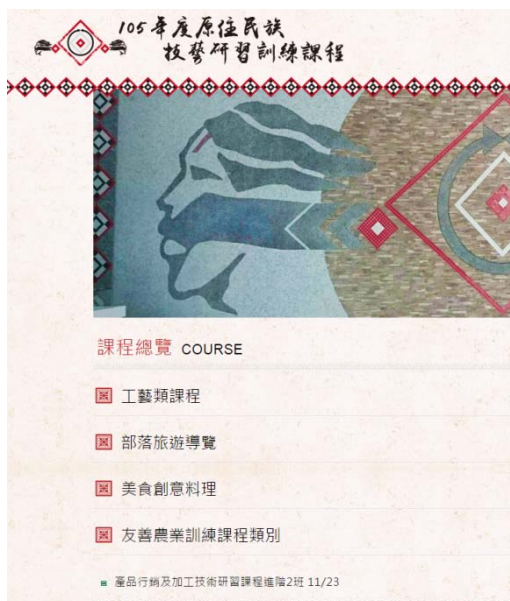 105年度原住民族
技藝研習訓練課程
課程總覽 COURSE
工藝類課程
部落旅遊導覽
美食創意料理
友善農業訓練課程類別
產品行銷及加工技術研習課程進階2班 11/23